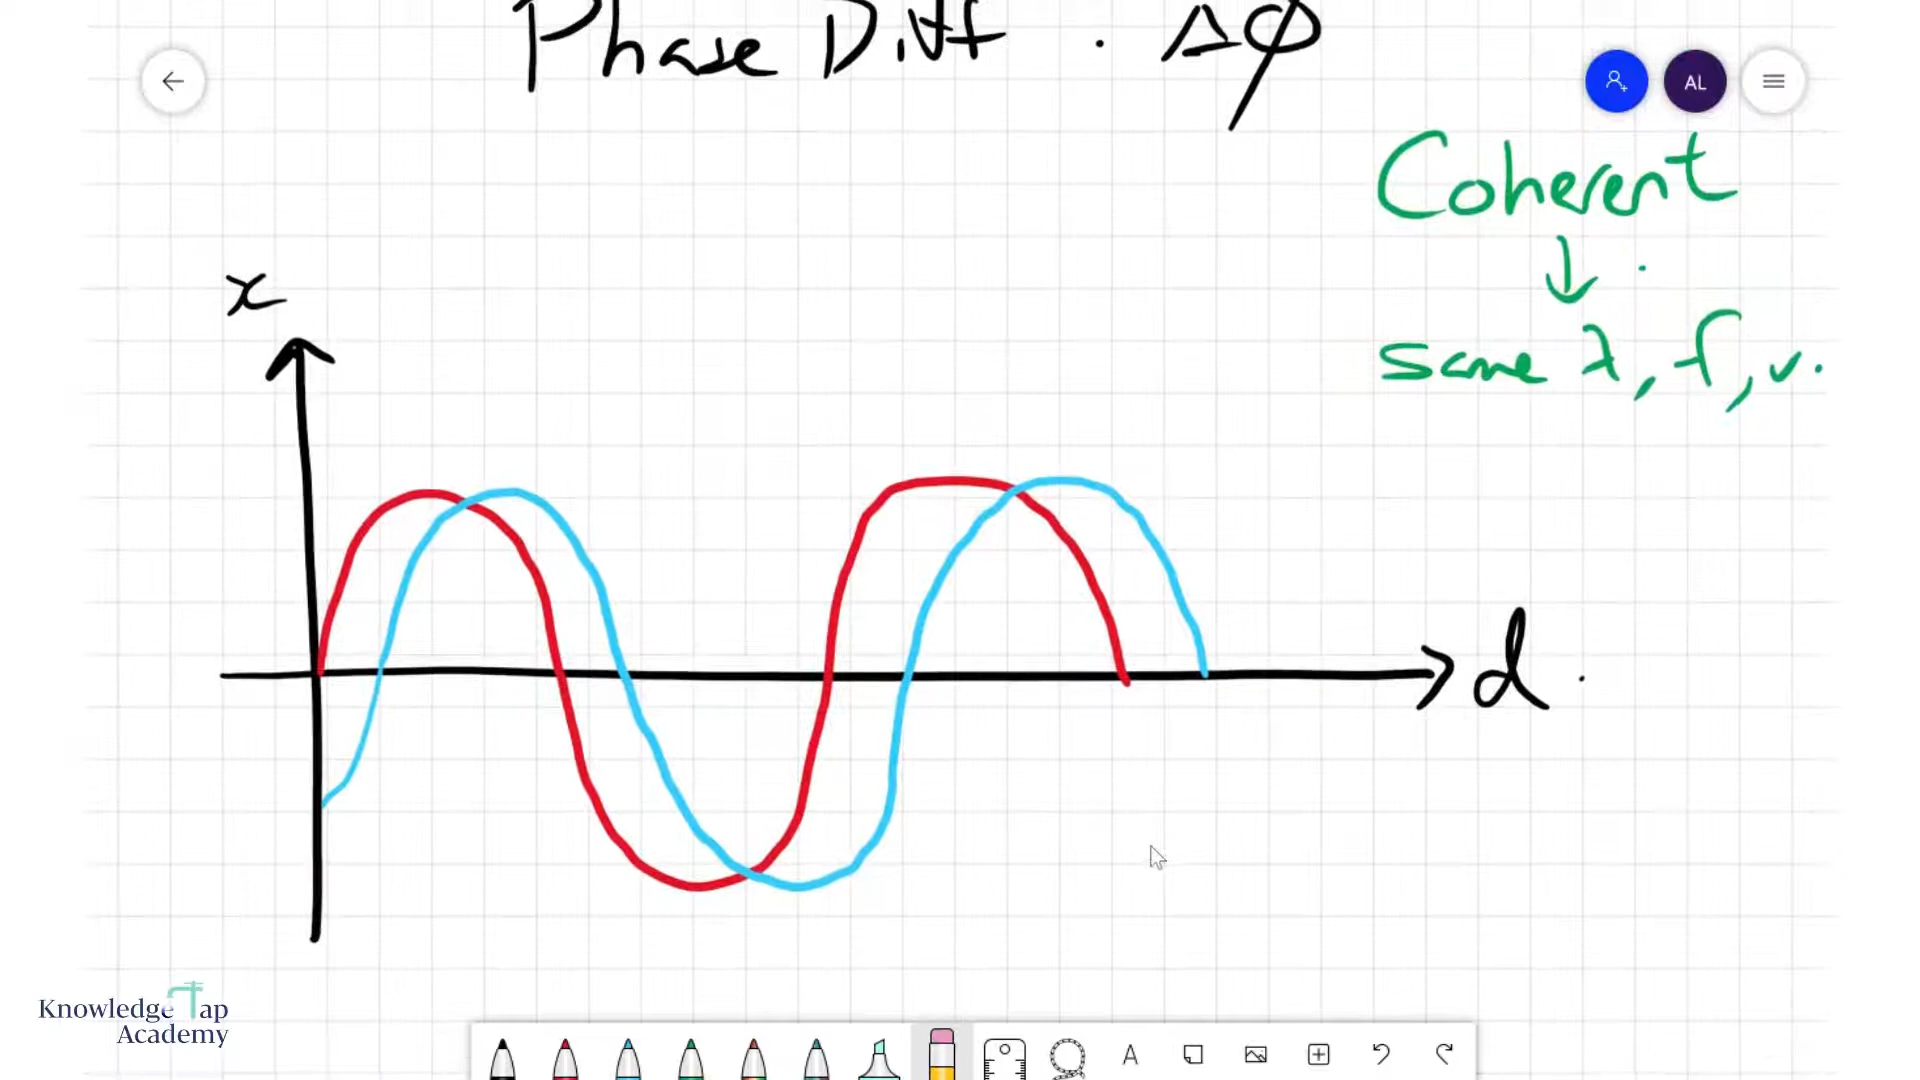 Phase Diff. Δϕ
AL
Coherent
↓
same λ, f, v.
x
d.
Knowledge Tap
Academy
A